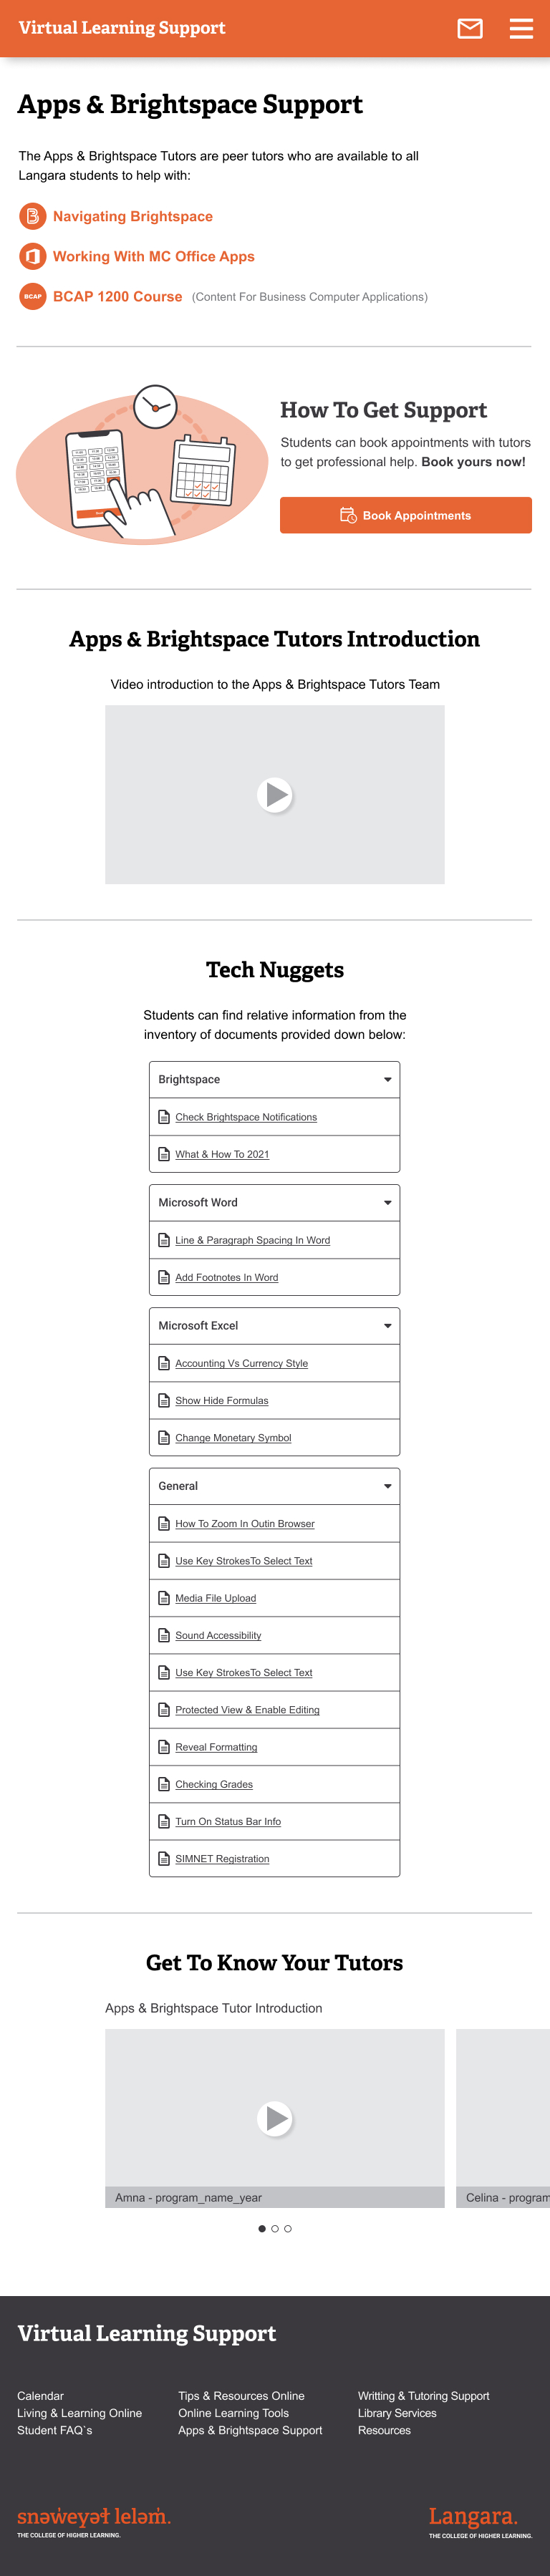 Virtual Learning Support
Apps & Brightspace Support
The Apps & Brightspace Tutors are peer tutors who are available to all
Langara students to help with:
Navigating Brightspace
Working With MC Office Apps
BCAP
BCAP 1200 Course (Content For Business Computer Applications)
How To Get Support
Students can book appointments with tutors
to get professional help. Book yours now!
Book Appointments
Apps & Brightspace Tutors Introduction
Video introduction to the Apps & Brightspace Tutors Team
Tech Nuggets
Students can find relative information from the
inventory of documents provided down below:
Brightspace
Check Brightspace Notifications
What & How To 2021
Microsoft Word
Line & Paragraph Spacing In Word
Add Footnotes In Word
Microsoft Excel
Accounting Vs Currency Style
Show Hide Formulas
Change Monetary Symbol
General
How To Zoom In Outin Browser
Use Key StrokesTo Select Text
Media File Upload
Sound Accessibility
Use Key StrokesTo Select Text
Protected View & Enable Editing
Reveal Formatting
Checking Grades
Turn On Status Bar Info
SIMNET Registration
Get To Know Your Tutors
Apps & Brightspace Tutor Introduction
Amna - program_name_year
Celina - program
Virtual Learning Support
Calendar
Living & Learning Online
Student FAQ`s
Tips & Resources Online
Online Learning Tools
Apps & Brightspace Support
Writting & Tutoring Support
Library Services
Resources
snəw̓eyəɬ leləm̓.
THE COLLEGE OF HIGHER LEARNING.
Langara.
THE COLLEGE OF HIGHER LEARNING.